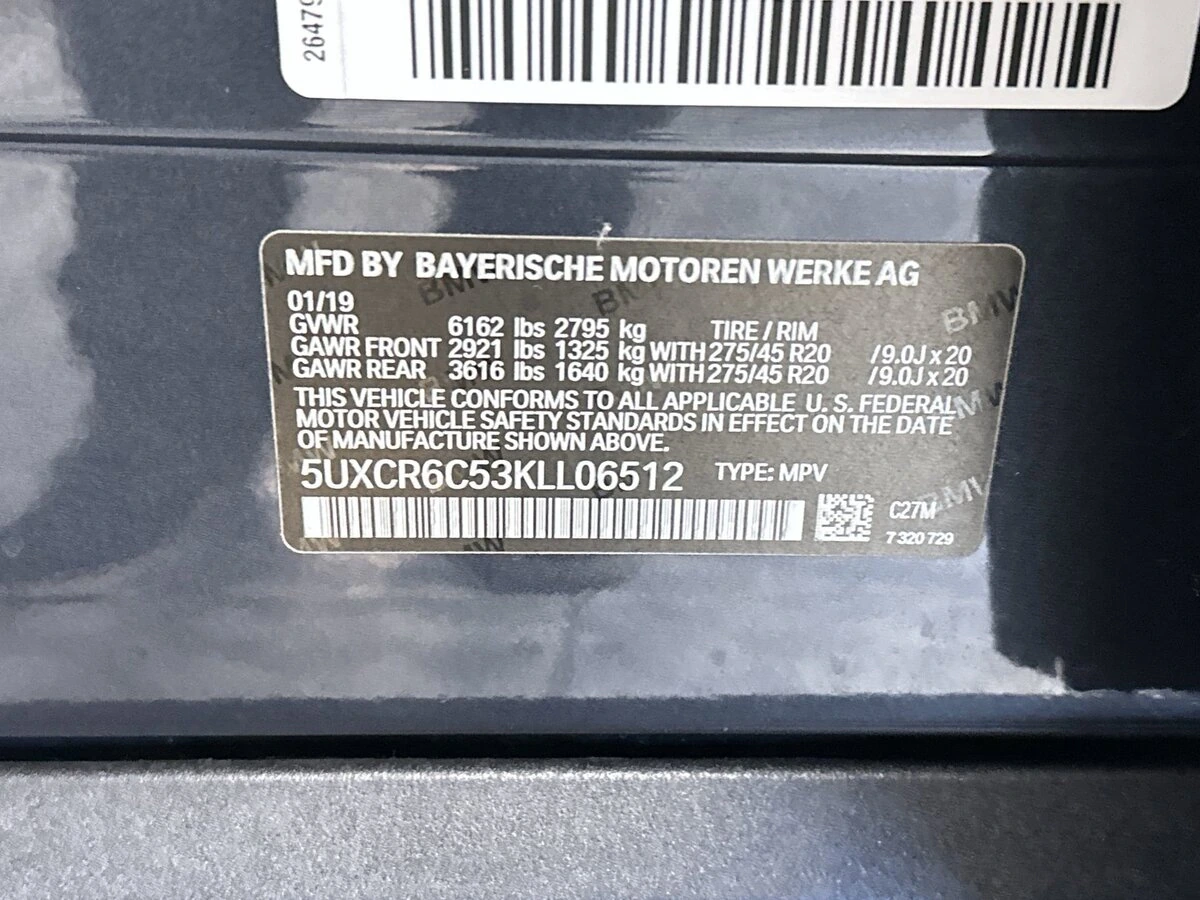 26479
MFD BY BAYERISCHE MOTOREN WERKE AG
01/19
GVWR 6162 lbs 2795 kg TIRE / RIM
GAWR FRONT 2921 lbs 1325 kg WITH 275/45 R20 /9.0J x 20
GAWR REAR 3616 lbs 1640 kg WITH 275/45 R20 /9.0J x 20
THIS VEHICLE CONFORMS TO ALL APPLICABLE U. S. FEDERAL
MOTOR VEHICLE SAFETY STANDARDS IN EFFECT ON THE DATE
OF MANUFACTURE SHOWN ABOVE.
5UXCR6C53KLL06512 TYPE: MPV
C27M
7 320 729